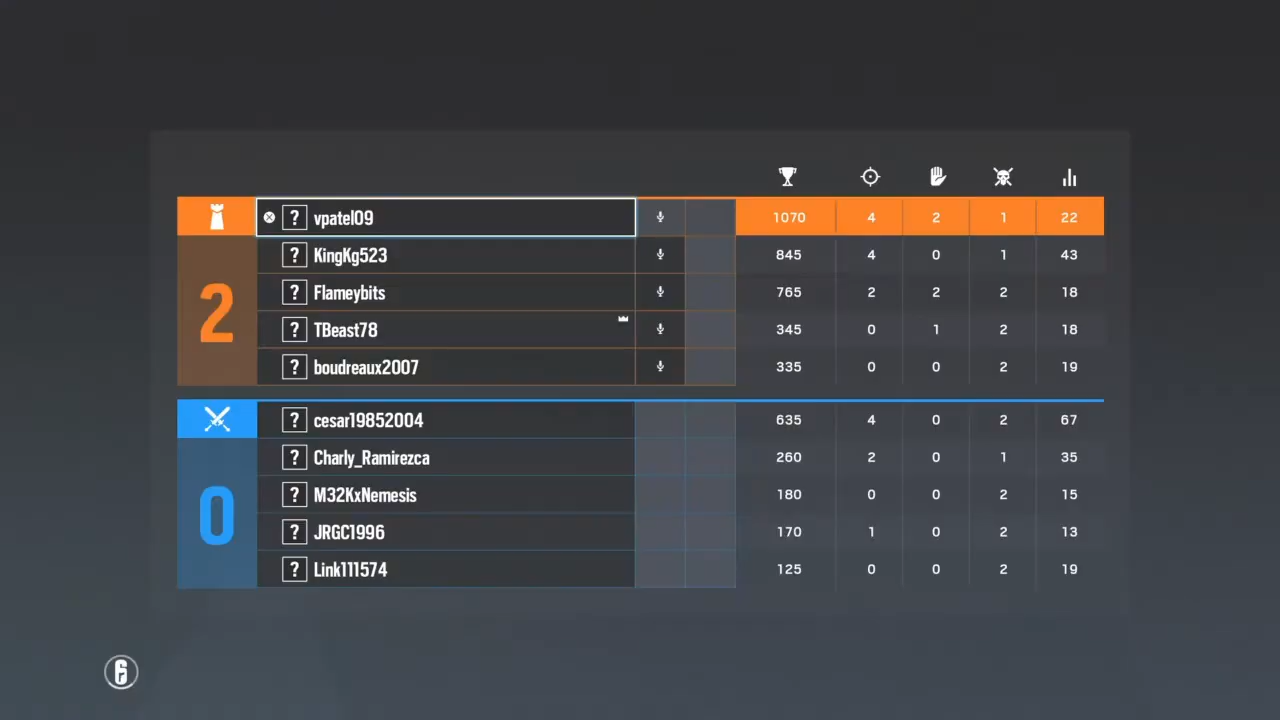 ? vpatel09 1070 4 2 1 22
? KingKg523 845 4 0 1 43
2
? Flameybits 765 2 2 2 18
? TBeast78 345 0 1 2 18
? boudreaux2007 335 0 0 2 19
? cesar19852004 635 4 0 2 67
? Charly_Ramirezca 260 2 0 1 35
0
? M32KxNemesis 180 0 0 2 15
? JRGC1996 170 1 0 2 13
? Link111574 125 0 0 2 19
6